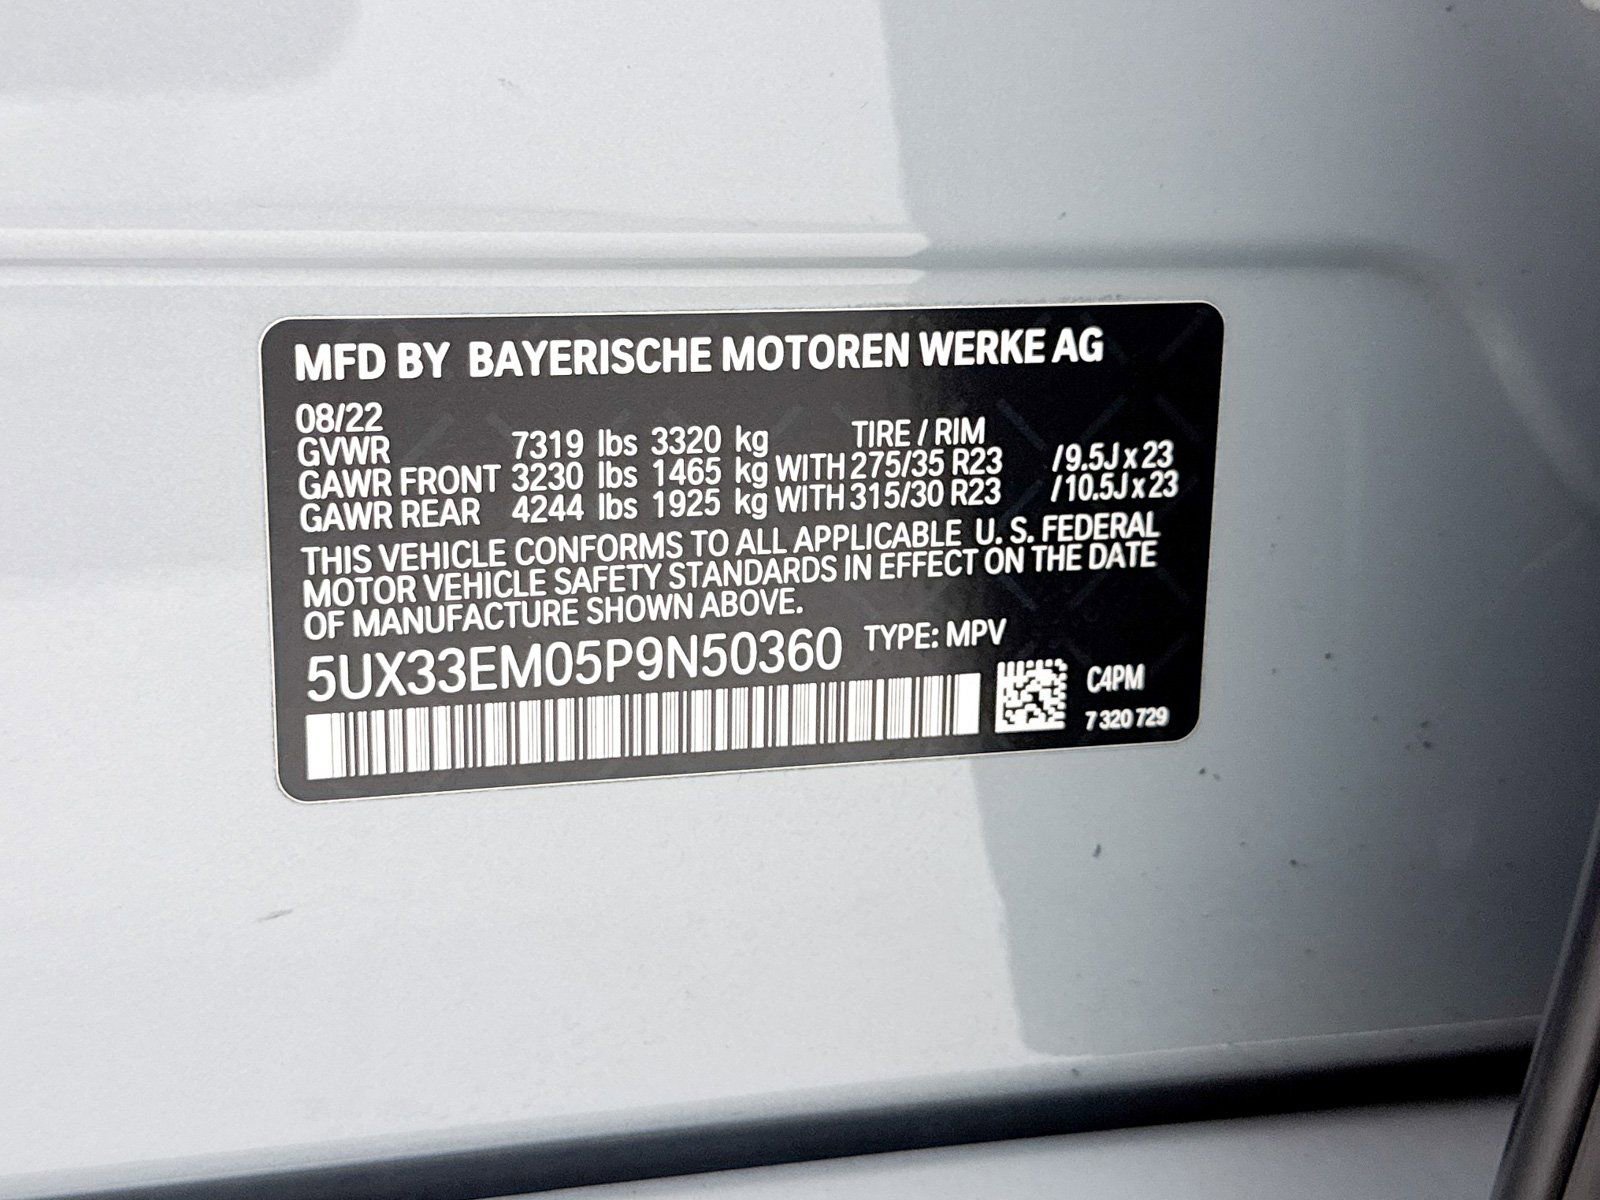 MFD BY BAYERISCHE MOTOREN WERKE AG
08/22
GVWR 7319 lbs 3320 kg TIRE / RIM
GAWR FRONT 3230 lbs 1465 kg WITH 275/35 R23 /9.5J x 23
GAWR REAR 4244 lbs 1925 kg WITH 315/30 R23 /10.5J x 23
THIS VEHICLE CONFORMS TO ALL APPLICABLE U. S. FEDERAL
MOTOR VEHICLE SAFETY STANDARDS IN EFFECT ON THE DATE
OF MANUFACTURE SHOWN ABOVE.
5UX33EM05P9N50360 TYPE: MPV
C4PM
7 320 729